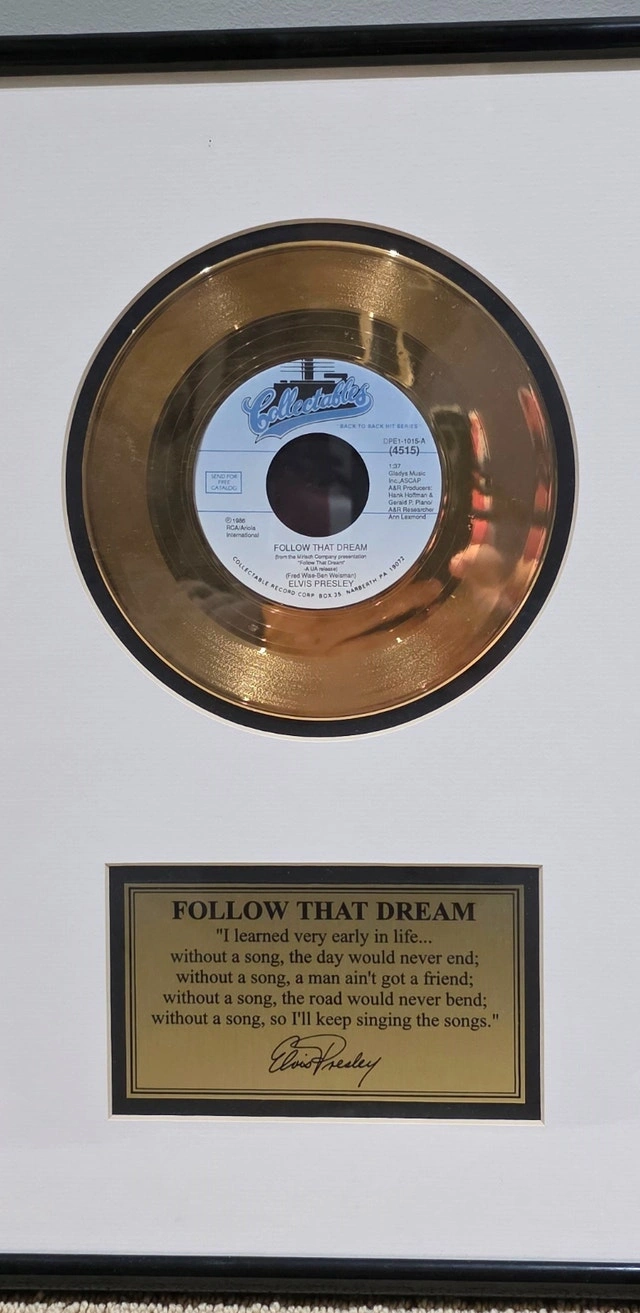 Collectables
BACK TO BACK HIT SERIES
DPE1-1015-A
(4515)
1:37
Gladys Music
Inc.,ASCAP
A&R Producers:
Hank Hoffman &
Gerald P. Plano/
A&R Researcher
Ann Lesmond
SEND FOR
FREE
CATALOG
℗ 1986
RCA/Ariola
International
FOLLOW THAT DREAM
(from the Mirisch Company presentation
"Follow That Dream"
-A UA release)
(Fred Wise-Ben Weisman)
ELVIS PRESLEY
COLLECTABLE RECORD CORP BOX 35 NARBERTH PA 19072
FOLLOW THAT DREAM
"I learned very early in life...
without a song, the day would never end;
without a song, a man ain't got a friend;
without a song, the road would never bend;
without a song, so I'll keep singing the songs."
Elvis Presley